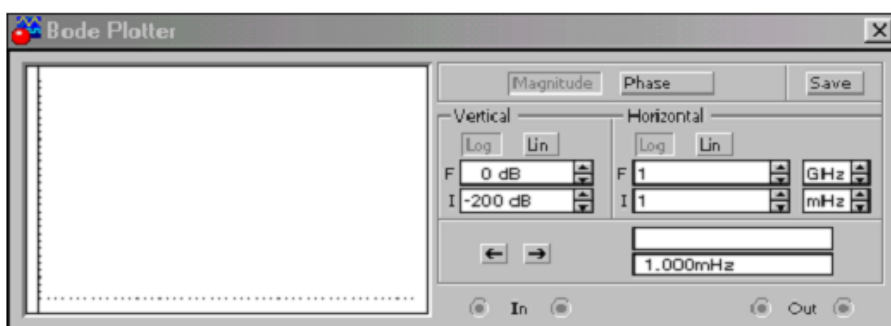 Bode Plotter
Magnitude Phase Save
Vertical Horizontal
Log Lin Log Lin
F 0 dB F 1 GHz
I -200 dB I 1 mHz
1.000mHz
In Out